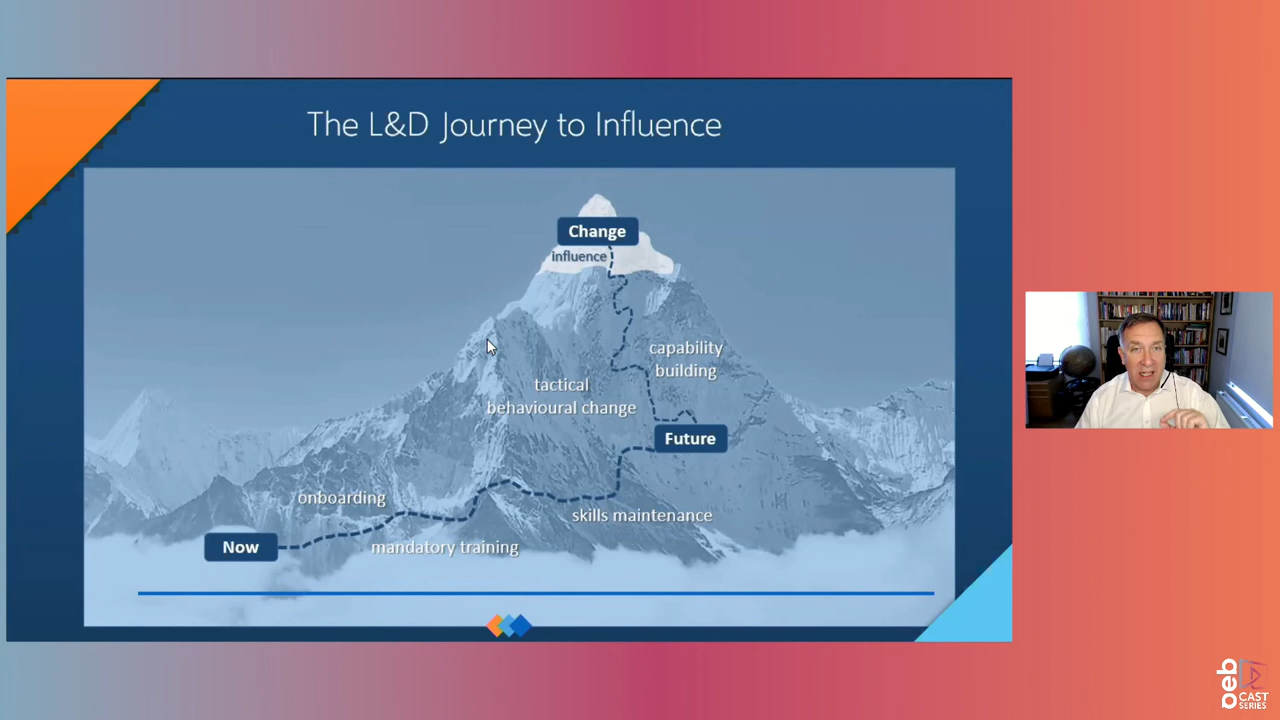 The L&D Journey to Influence
Change
influence
capability
building
tactical
behavioural change
Future
onboarding
skills maintenance
Now
mandatory training
oeb
CAST
SERIES